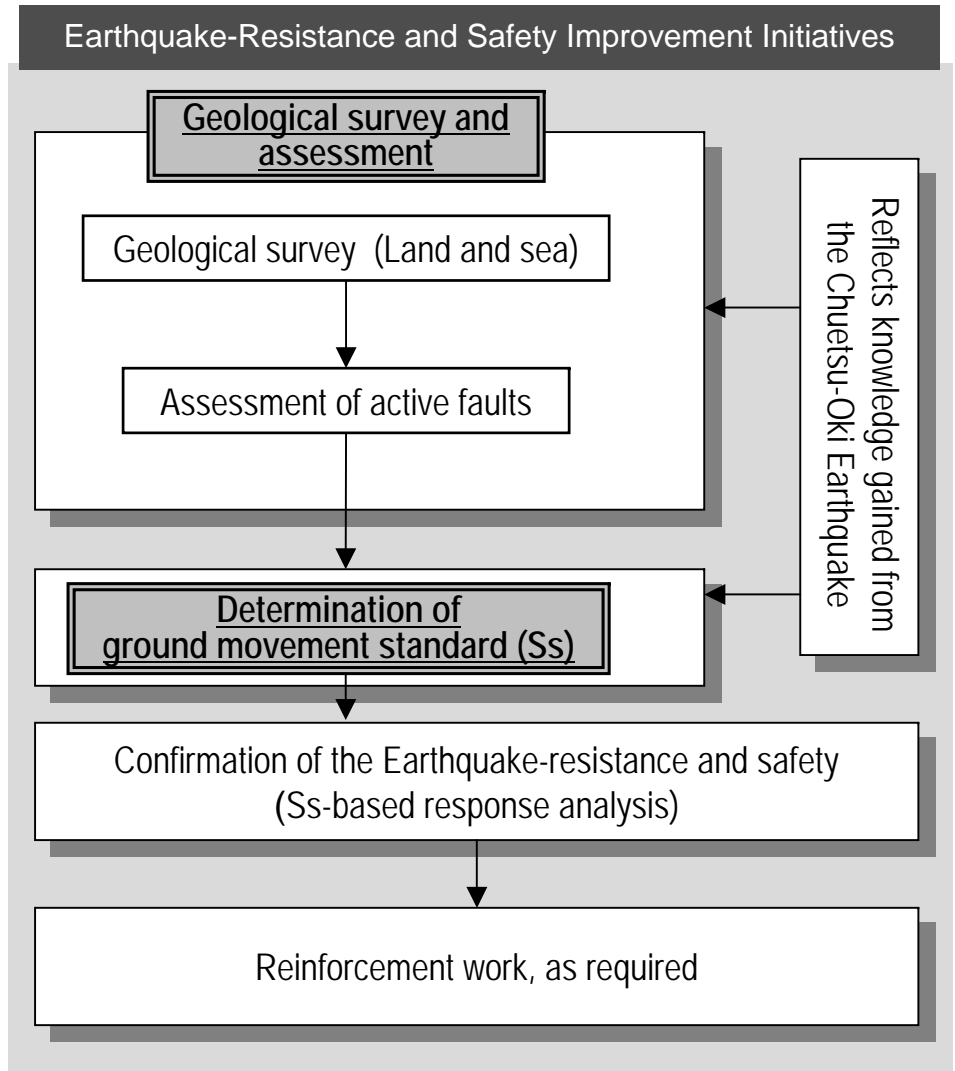 Earthquake-Resistance and Safety Improvement Initiatives
Geological survey and
assessment
Geological survey (Land and sea)
Assessment of active faults
Reflects knowledge gained from
the Chuetsu-Oki Earthquake
Determination of
ground movement standard (Ss)
Confirmation of the Earthquake-resistance and safety
(Ss-based response analysis)
Reinforcement work, as required